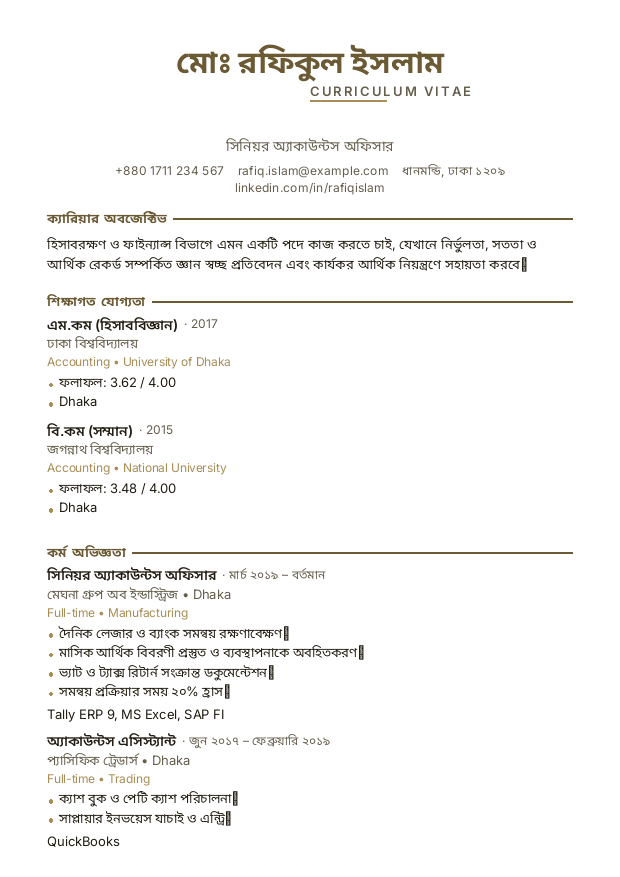 মোঃ রফিকুল ইসলাম
CURRICULUM VITAE
সিনিয়র অ্যাকাউন্টস অফিসার
+880 1711 234 567 rafiq.islam@example.com ধানমন্ডি, ঢাকা ১২০৯
linkedin.com/in/rafiqislam
ক্যারিয়ার অবজেক্টিভ
হিসাবরক্ষণ ও ফাইন্যান্স বিভাগে এমন একটি পদে কাজ করতে চাই, যেখানে নির্ভুলতা, সততা ও
আর্থিক রেকর্ড সম্পর্কিত জ্ঞান স্বচ্ছ প্রতিবেদন এবং কার্যকর আর্থিক নিয়ন্ত্রণে সহায়তা করবে
শিক্ষাগত যোগ্যতা
এম.কম (হিসাববিজ্ঞান) · 2017
ঢাকা বিশ্ববিদ্যালয়
Accounting • University of Dhaka
• ফলাফল: 3.62 / 4.00
• Dhaka
বি.কম (সম্মান) · 2015
জগন্নাথ বিশ্ববিদ্যালয়
Accounting • National University
• ফলাফল: 3.48 / 4.00
• Dhaka
কর্ম অভিজ্ঞতা
সিনিয়র অ্যাকাউন্টস অফিসার · মার্চ ২০১৯ – বর্তমান
মেঘনা গ্রুপ অব ইন্ডাস্ট্রিজ • Dhaka
Full-time • Manufacturing
• দৈনিক লেজার ও ব্যাংক সমন্বয় রক্ষণাবেক্ষণ
• মাসিক আর্থিক বিবরণী প্রস্তুত ও ব্যবস্থাপনাকে অবহিতকরণ
• ভ্যাট ও ট্যাক্স রিটার্ন সংক্রান্ত ডকুমেন্টেশন
• সমন্বয় প্রক্রিয়ার সময় ২০% হ্রাস
Tally ERP 9, MS Excel, SAP FI
অ্যাকাউন্টস এসিস্ট্যান্ট · জুন ২০১৭ – ফেব্রুয়ারি ২০১৯
প্যাসিফিক ট্রেডার্স • Dhaka
Full-time • Trading
• ক্যাশ বুক ও পেটি ক্যাশ পরিচালনা
• সাপ্লায়ার ইনভয়েস যাচাই ও এন্ট্রি
QuickBooks